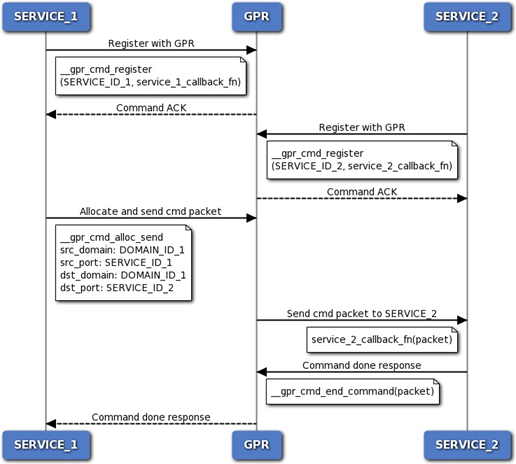 SERVICE_1 GPR SERVICE_2
Register with GPR
__gpr_cmd_register
(SERVICE_ID_1, service_1_callback_fn)
Command ACK
Register with GPR
__gpr_cmd_register
(SERVICE_ID_2, service_2_callback_fn)
Command ACK
Allocate and send cmd packet
__gpr_cmd_alloc_send
src_domain: DOMAIN_ID_1
src_port: SERVICE_ID_1
dst_domain: DOMAIN_ID_1
dst_port: SERVICE_ID_2
Send cmd packet to SERVICE_2
service_2_callback_fn(packet)
Command done response
__gpr_cmd_end_command(packet)
Command done response
SERVICE_1 GPR SERVICE_2